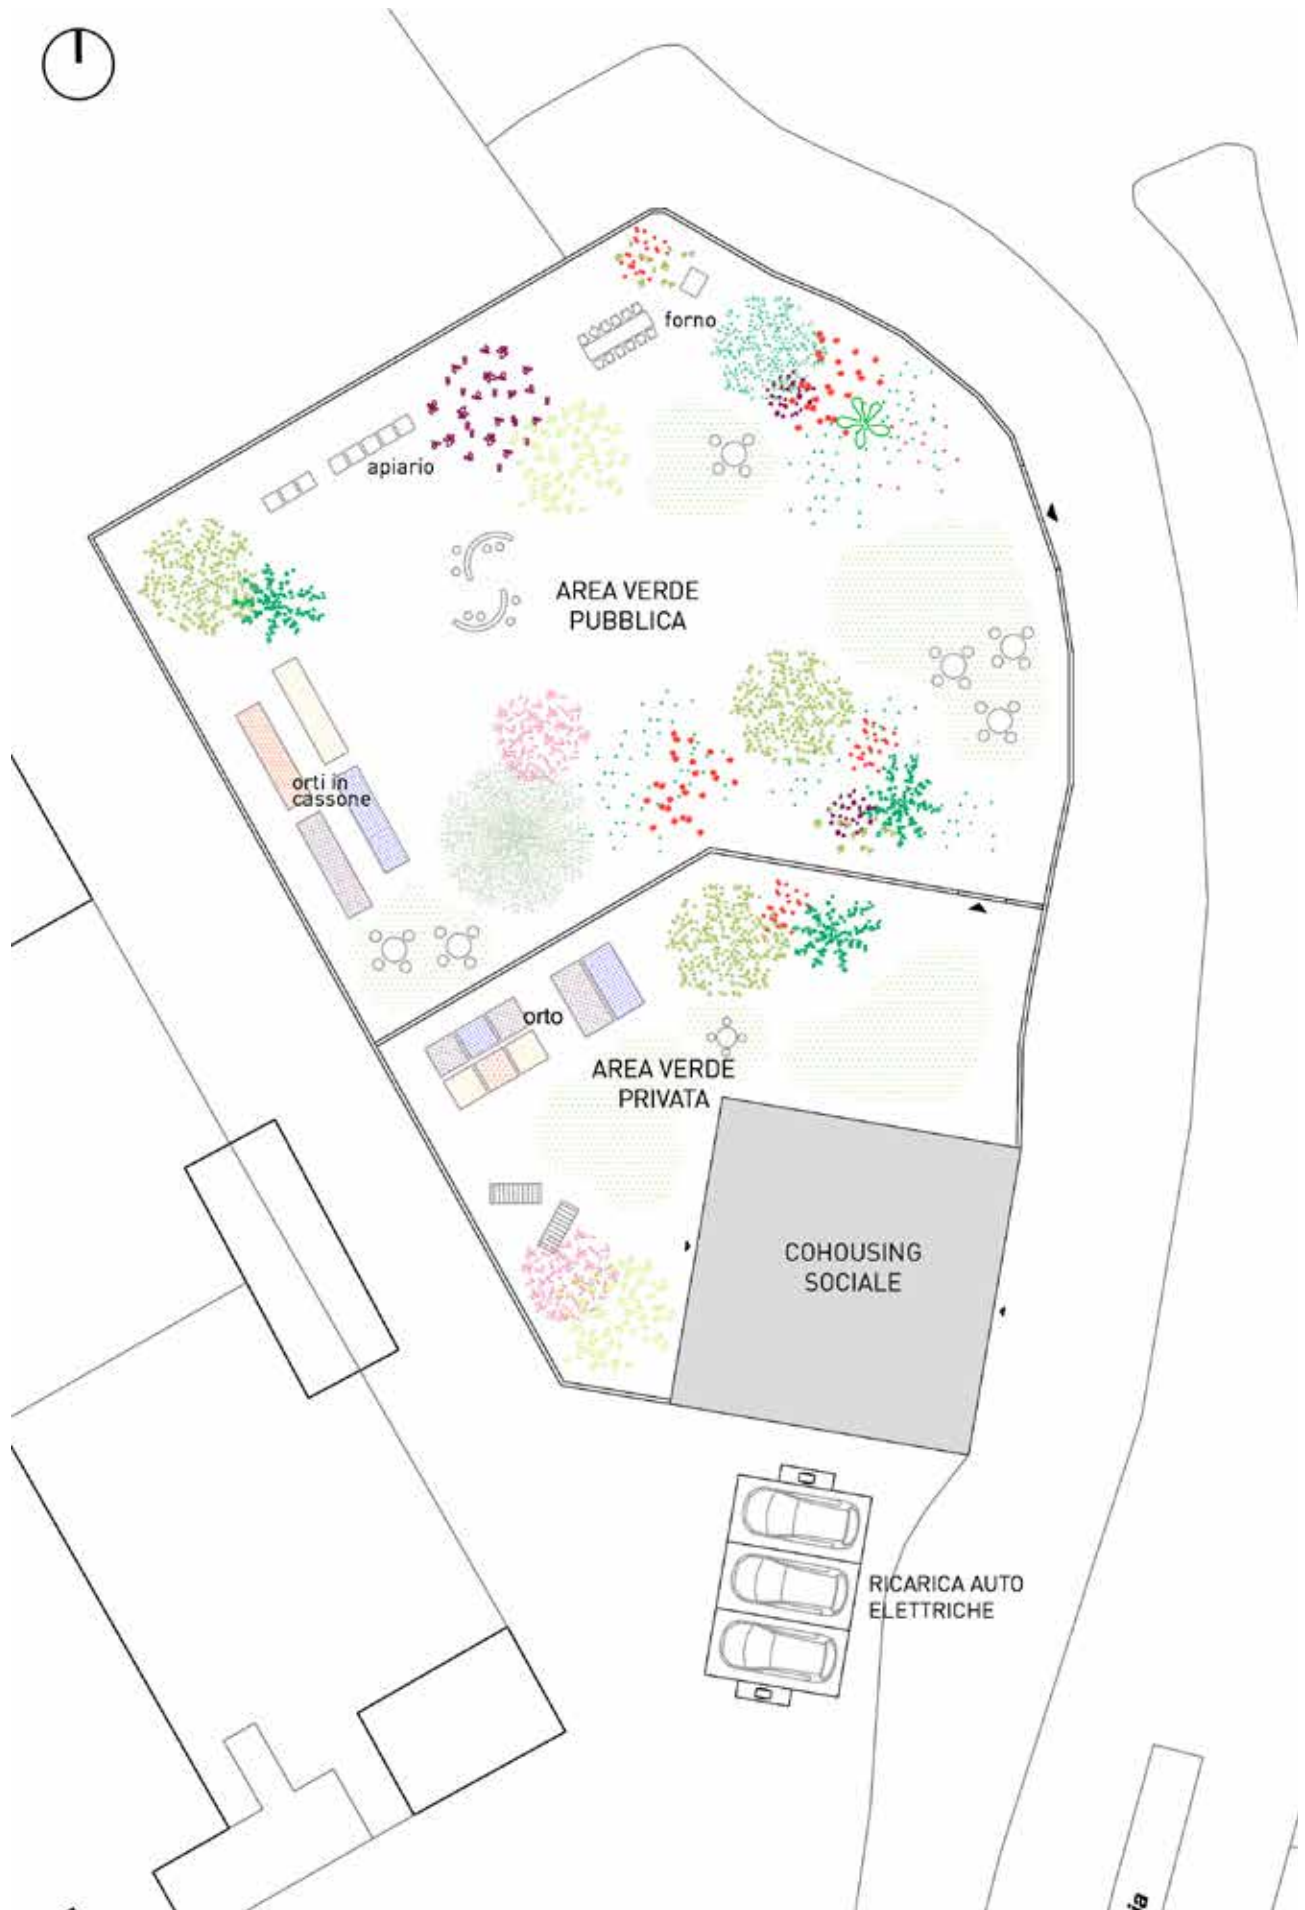 forno
apiario
AREA VERDE
PUBBLICA
orti in
cassone
orto
AREA VERDE
PRIVATA
COHOUSING
SOCIALE
RICARICA AUTO
ELETTRICHE